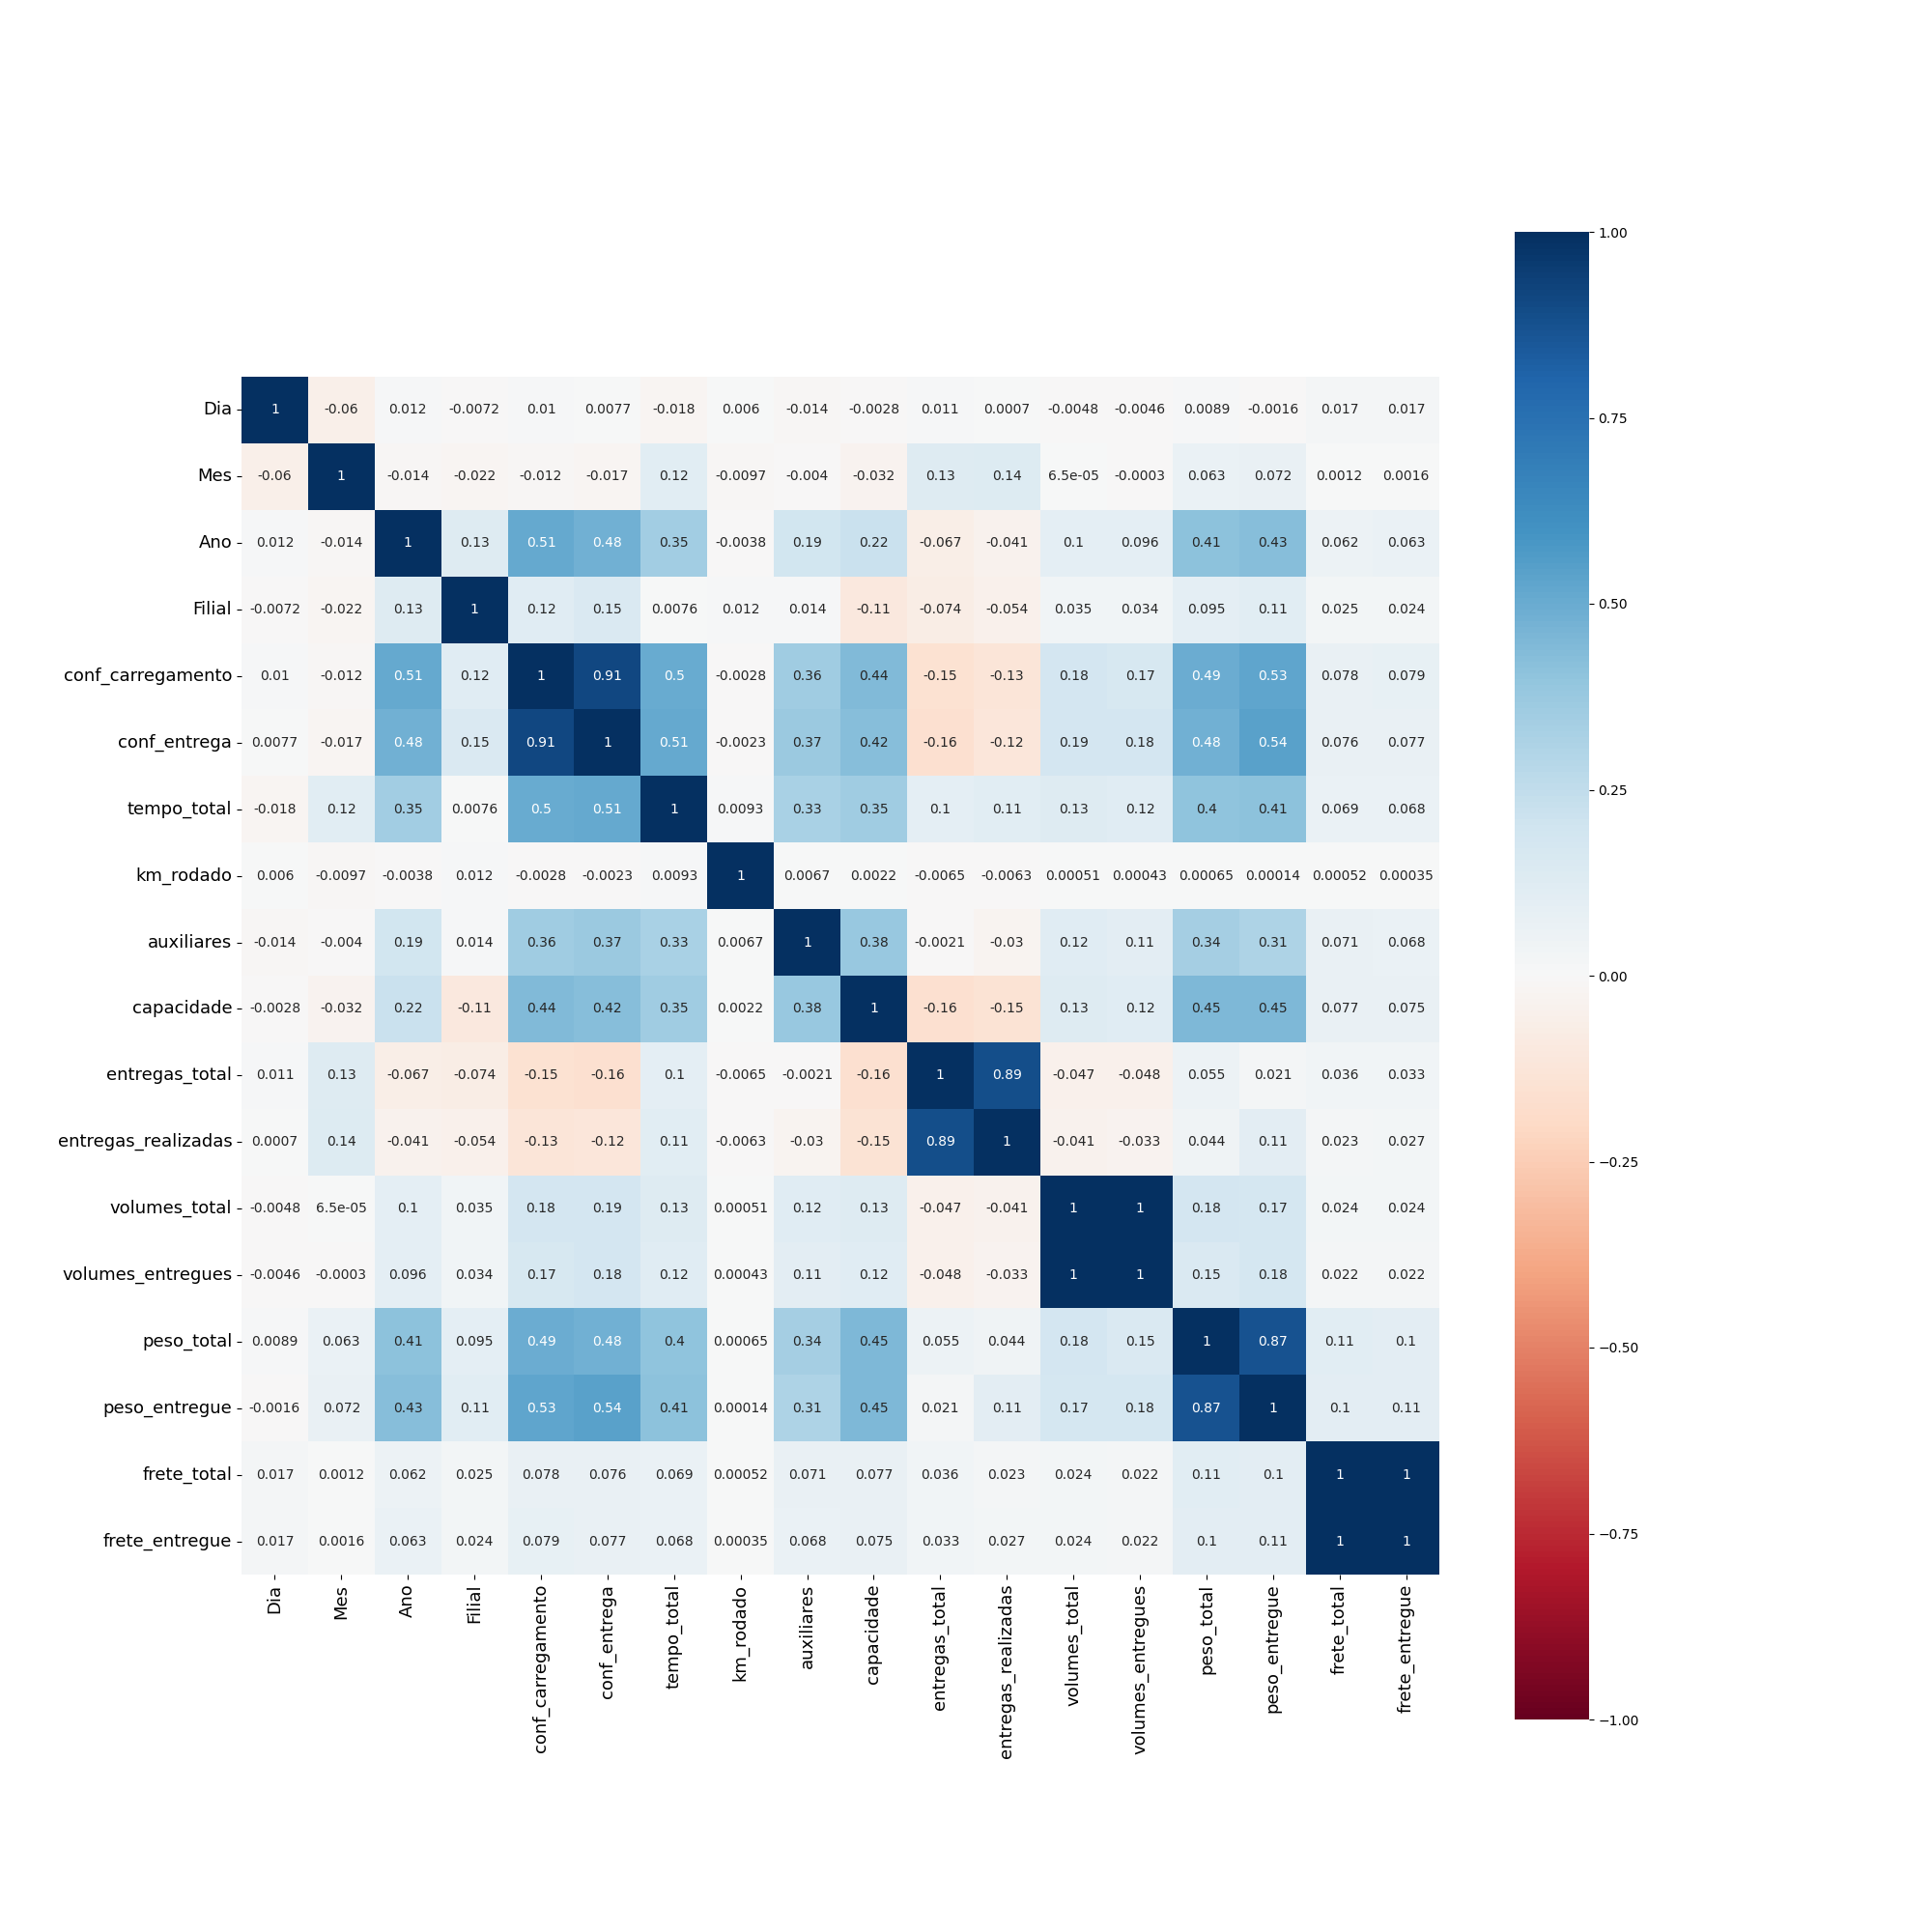 1.00
0.75
0.50
0.25
0.00
−0.25
−0.50
−0.75
−1.00
Dia 1 -0.06 0.012 -0.0072 0.01 0.0077 -0.018 0.006 -0.014 -0.0028 0.011 0.0007 -0.0048 -0.0046 0.0089 -0.0016 0.017 0.017
Mes -0.06 1 -0.014 -0.022 -0.012 -0.017 0.12 -0.0097 -0.004 -0.032 0.13 0.14 6.5e-05 -0.0003 0.063 0.072 0.0012 0.0016
Ano 0.012 -0.014 1 0.13 0.51 0.48 0.35 -0.0038 0.19 0.22 -0.067 -0.041 0.1 0.096 0.41 0.43 0.062 0.063
Filial -0.0072 -0.022 0.13 1 0.12 0.15 0.0076 0.012 0.014 -0.11 -0.074 -0.054 0.035 0.034 0.095 0.11 0.025 0.024
conf_carregamento 0.01 -0.012 0.51 0.12 1 0.91 0.5 -0.0028 0.36 0.44 -0.15 -0.13 0.18 0.17 0.49 0.53 0.078 0.079
conf_entrega 0.0077 -0.017 0.48 0.15 0.91 1 0.51 -0.0023 0.37 0.42 -0.16 -0.12 0.19 0.18 0.48 0.54 0.076 0.077
tempo_total -0.018 0.12 0.35 0.0076 0.5 0.51 1 0.0093 0.33 0.35 0.1 0.11 0.13 0.12 0.4 0.41 0.069 0.068
km_rodado 0.006 -0.0097 -0.0038 0.012 -0.0028 -0.0023 0.0093 1 0.0067 0.0022 -0.0065 -0.0063 0.00051 0.00043 0.00065 0.00014 0.00052 0.00035
auxiliares -0.014 -0.004 0.19 0.014 0.36 0.37 0.33 0.0067 1 0.38 -0.0021 -0.03 0.12 0.11 0.34 0.31 0.071 0.068
capacidade -0.0028 -0.032 0.22 -0.11 0.44 0.42 0.35 0.0022 0.38 1 -0.16 -0.15 0.13 0.12 0.45 0.45 0.077 0.075
entregas_total 0.011 0.13 -0.067 -0.074 -0.15 -0.16 0.1 -0.0065 -0.0021 -0.16 1 0.89 -0.047 -0.048 0.055 0.021 0.036 0.033
entregas_realizadas 0.0007 0.14 -0.041 -0.054 -0.13 -0.12 0.11 -0.0063 -0.03 -0.15 0.89 1 -0.041 -0.033 0.044 0.11 0.023 0.027
volumes_total -0.0048 6.5e-05 0.1 0.035 0.18 0.19 0.13 0.00051 0.12 0.13 -0.047 -0.041 1 1 0.18 0.17 0.024 0.024
volumes_entregues -0.0046 -0.0003 0.096 0.034 0.17 0.18 0.12 0.00043 0.11 0.12 -0.048 -0.033 1 1 0.15 0.18 0.022 0.022
peso_total 0.0089 0.063 0.41 0.095 0.49 0.48 0.4 0.00065 0.34 0.45 0.055 0.044 0.18 0.15 1 0.87 0.11 0.1
peso_entregue -0.0016 0.072 0.43 0.11 0.53 0.54 0.41 0.00014 0.31 0.45 0.021 0.11 0.17 0.18 0.87 1 0.1 0.11
frete_total 0.017 0.0012 0.062 0.025 0.078 0.076 0.069 0.00052 0.071 0.077 0.036 0.023 0.024 0.022 0.11 0.1 1 1
frete_entregue 0.017 0.0016 0.063 0.024 0.079 0.077 0.068 0.00035 0.068 0.075 0.033 0.027 0.024 0.022 0.1 0.11 1 1
Dia
Mes
Ano
Filial
conf_carregamento
conf_entrega
tempo_total
km_rodado
auxiliares
capacidade
entregas_total
entregas_realizadas
volumes_total
volumes_entregues
peso_total
peso_entregue
frete_total
frete_entregue